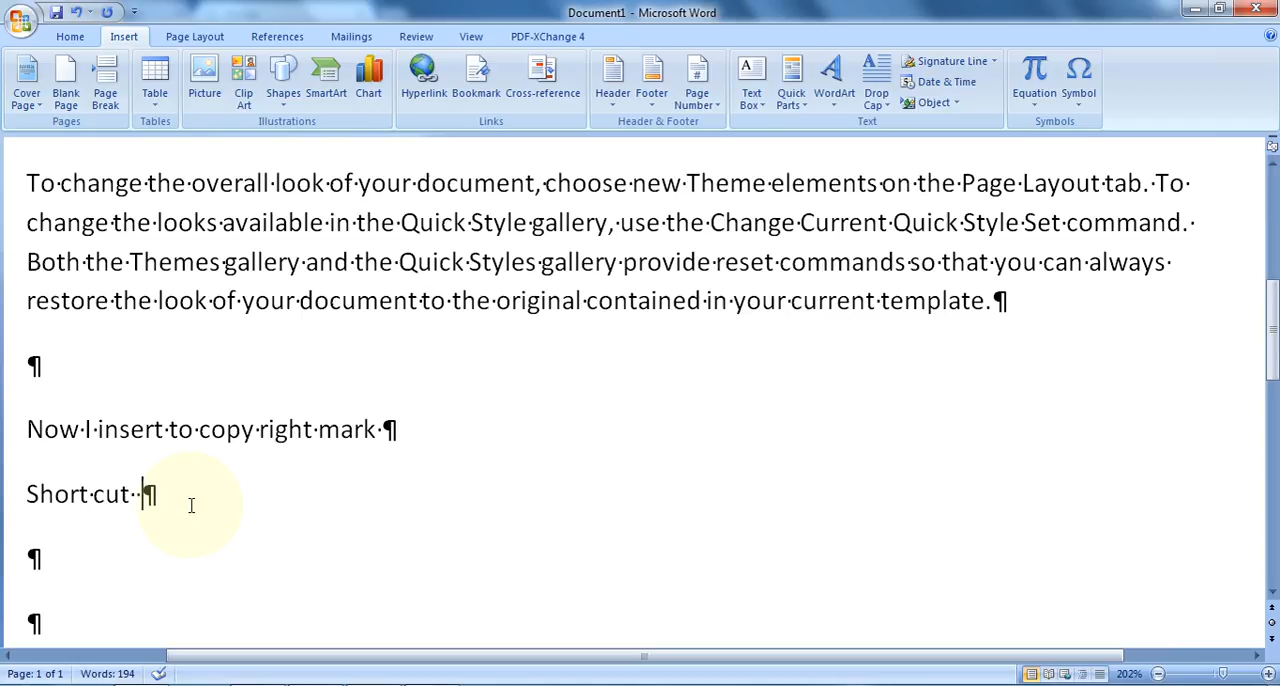 Document1 - Microsoft Word
Home Insert Page Layout References Mailings Review View PDF-XChange 4
Cover Page Blank Page Page Break Table Picture Clip Art Shapes SmartArt Chart Hyperlink Bookmark Cross-reference Header Footer Page Number Text Box Quick Parts WordArt Drop Cap Signature Line Date & Time Object Equation Symbol
Pages Tables Illustrations Links Header & Footer Text Symbols
To·change·the·overall·look·of·your·document,·choose·new·Theme·elements·on·the·Page·Layout·tab.·To·
change·the·looks·available·in·the·Quick·Style·gallery,·use·the·Change·Current·Quick·Style·Set·command.·
Both·the·Themes·gallery·and·the·Quick·Styles·gallery·provide·reset·commands·so·that·you·can·always·
restore·the·look·of·your·document·to·the·original·contained·in·your·current·template.¶
¶
Now·I·insert·to·copy·right·mark·¶
Short·cut··¶
¶
¶
Page: 1 of 1 Words: 194 202%